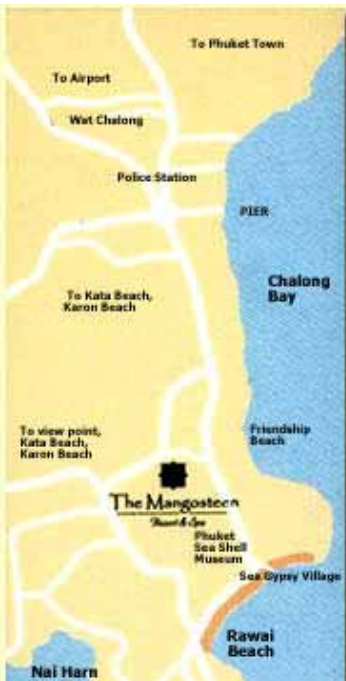 To Phuket Town
To Airport
Wat Chalong
Police Station
PIER
Chalong
Bay
To Kata Beach,
Karon Beach
To view point,
Kata Beach,
Karon Beach
Friendship
Beach
The Mangosteen
Resort & Spa
Phuket
Sea Shell
Museum
Sea Gypsy Village
Rawai
Beach
Nai Harn